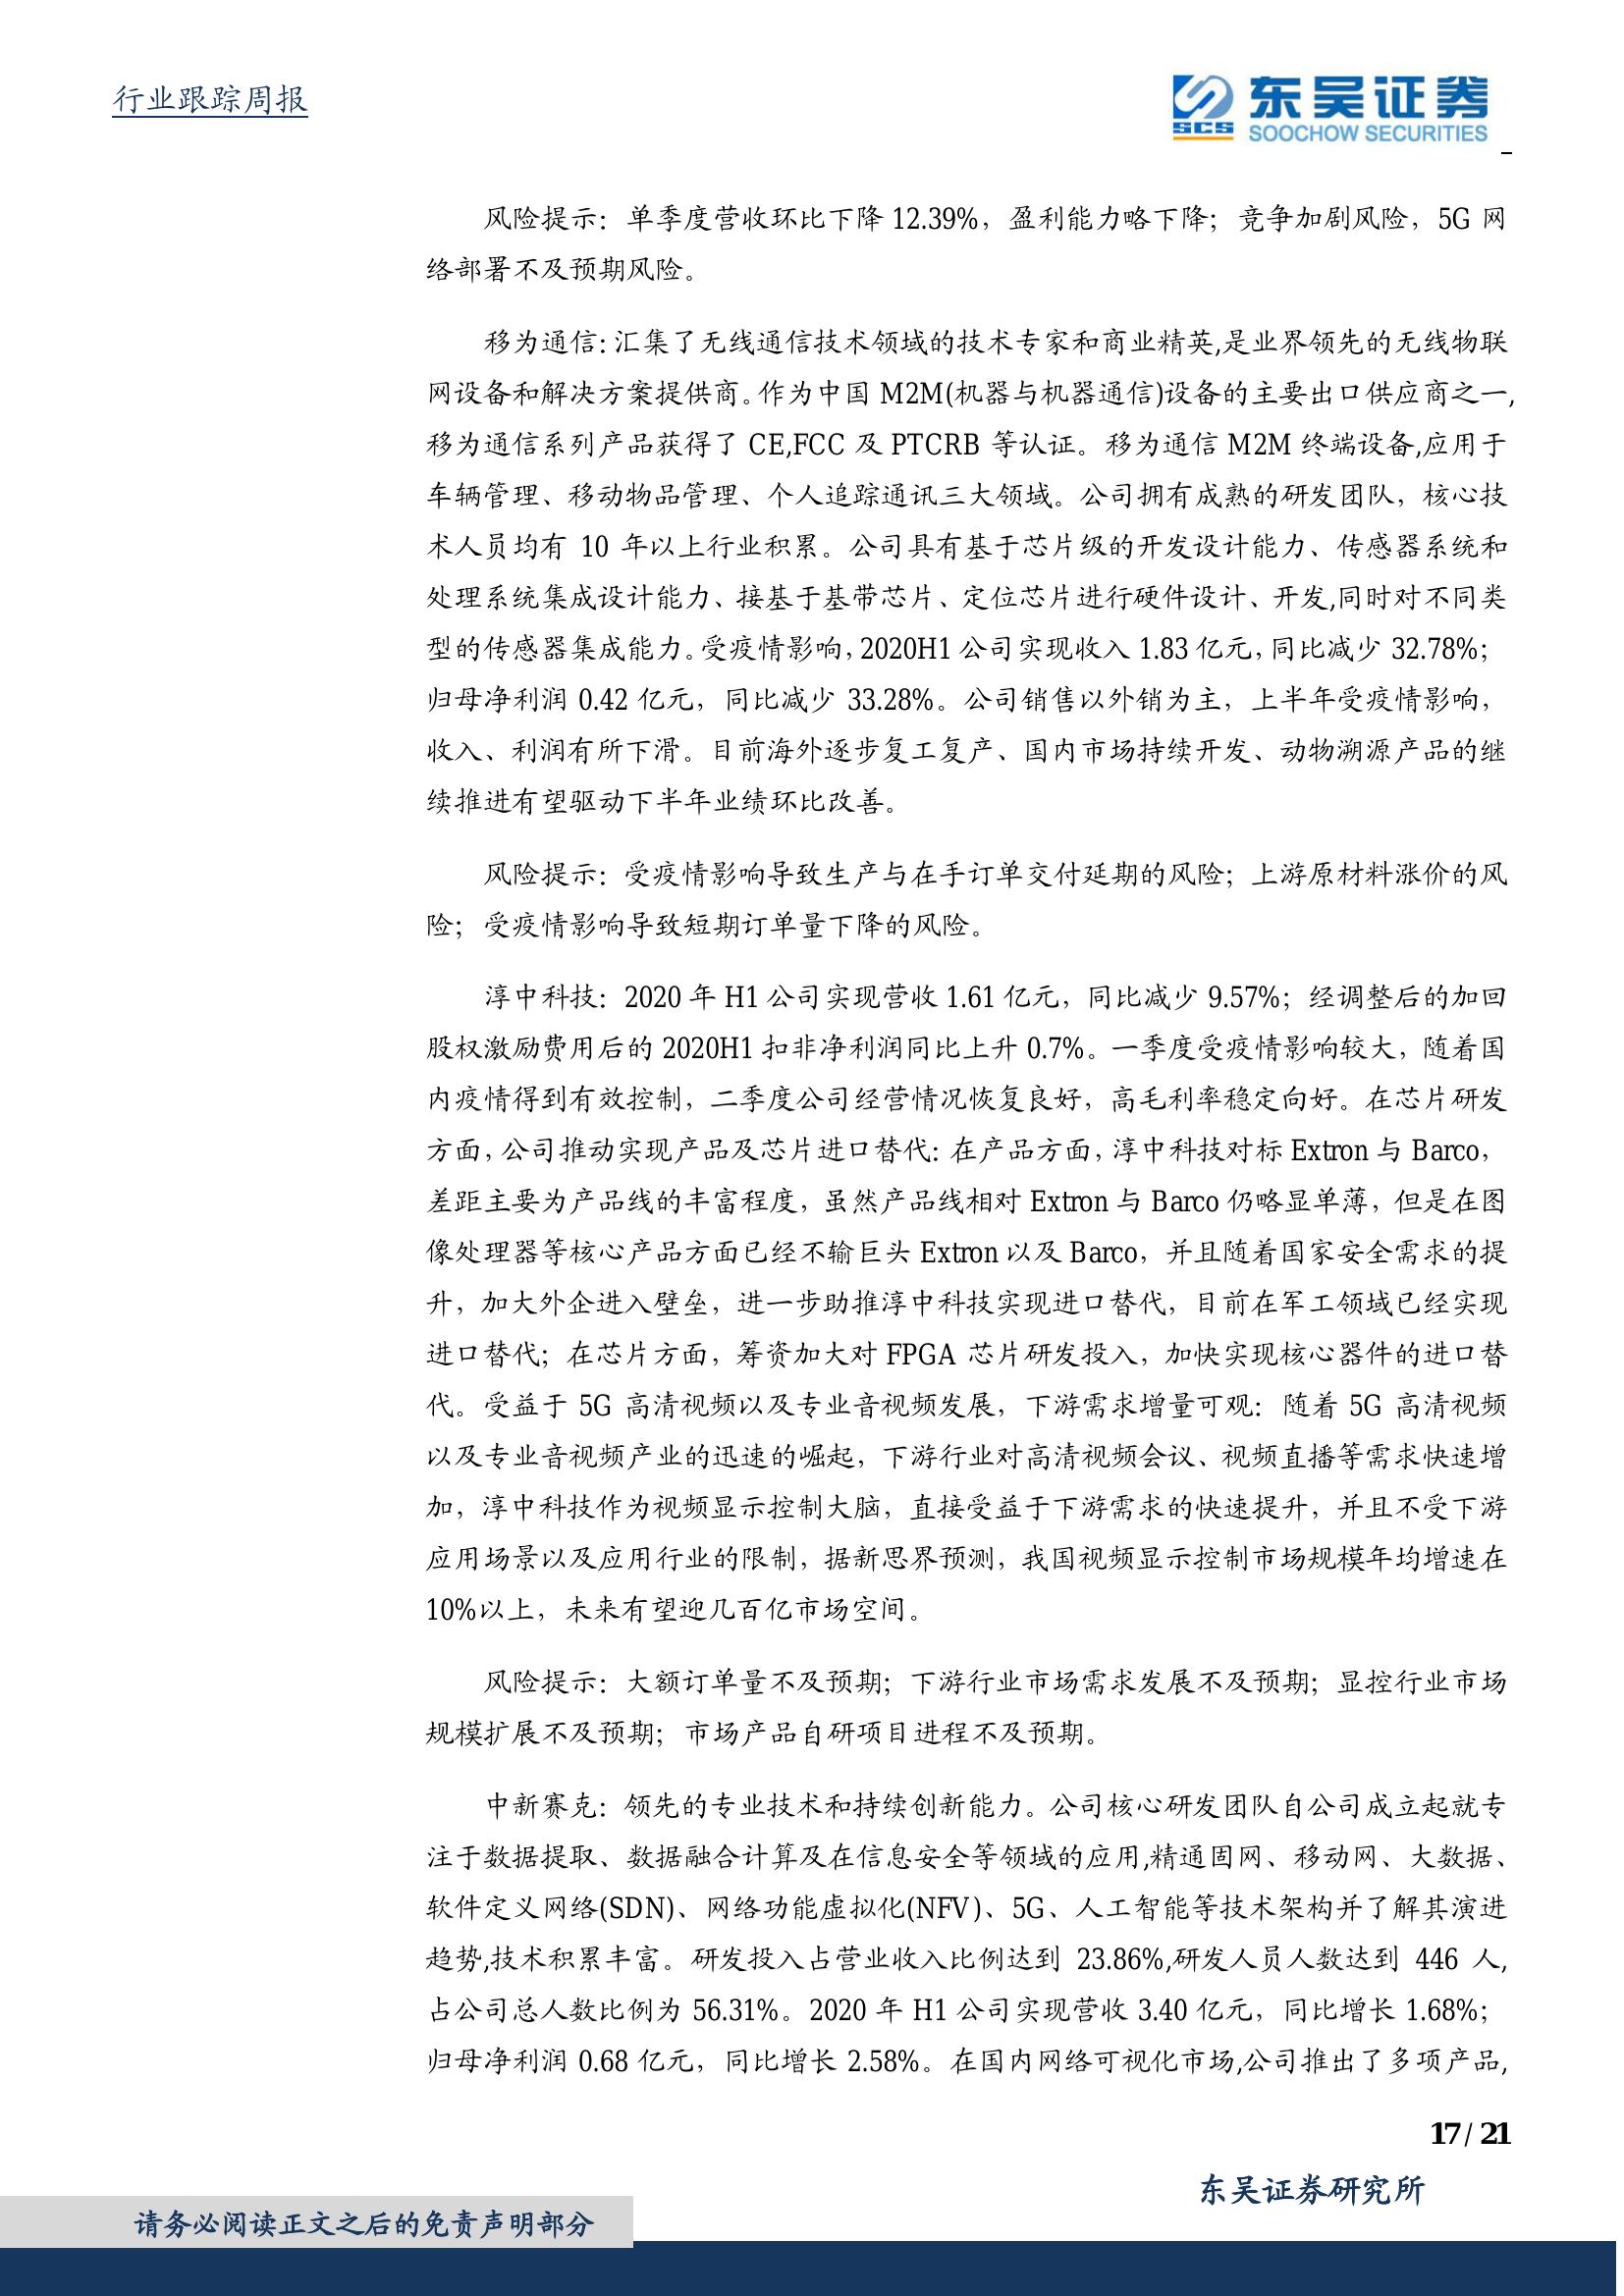 行业跟踪周报
SCS 东吴证券
SOOCHOW SECURITIES
风险提示：单季度营收环比下降 12.39%，盈利能力略下降；竞争加剧风险，5G 网
络部署不及预期风险。
移为通信：汇集了无线通信技术领域的技术专家和商业精英,是业界领先的无线物联
网设备和解决方案提供商。作为中国 M2M(机器与机器通信)设备的主要出口供应商之一,
移为通信系列产品获得了 CE,FCC 及 PTCRB 等认证。移为通信 M2M 终端设备,应用于
车辆管理、移动物品管理、个人追踪通讯三大领域。公司拥有成熟的研发团队，核心技
术人员均有 10 年以上行业积累。公司具有基于芯片级的开发设计能力、传感器系统和
处理系统集成设计能力、接基于基带芯片、定位芯片进行硬件设计、开发,同时对不同类
型的传感器集成能力。受疫情影响，2020H1 公司实现收入 1.83 亿元，同比减少 32.78%；
归母净利润 0.42 亿元，同比减少 33.28%。公司销售以外销为主，上半年受疫情影响，
收入、利润有所下滑。目前海外逐步复工复产、国内市场持续开发、动物溯源产品的继
续推进有望驱动下半年业绩环比改善。
风险提示：受疫情影响导致生产与在手订单交付延期的风险；上游原材料涨价的风
险；受疫情影响导致短期订单量下降的风险。
淳中科技：2020 年 H1 公司实现营收 1.61 亿元，同比减少 9.57%；经调整后的加回
股权激励费用后的 2020H1 扣非净利润同比上升 0.7%。一季度受疫情影响较大，随着国
内疫情得到有效控制，二季度公司经营情况恢复良好，高毛利率稳定向好。在芯片研发
方面，公司推动实现产品及芯片进口替代：在产品方面，淳中科技对标 Extron 与 Barco，
差距主要为产品线的丰富程度，虽然产品线相对 Extron 与 Barco 仍略显单薄，但是在图
像处理器等核心产品方面已经不输巨头 Extron 以及 Barco，并且随着国家安全需求的提
升，加大外企进入壁垒，进一步助推淳中科技实现进口替代，目前在军工领域已经实现
进口替代；在芯片方面，筹资加大对 FPGA 芯片研发投入，加快实现核心器件的进口替
代。受益于 5G 高清视频以及专业音视频发展，下游需求增量可观：随着 5G 高清视频
以及专业音视频产业的迅速的崛起，下游行业对高清视频会议、视频直播等需求快速增
加，淳中科技作为视频显示控制大脑，直接受益于下游需求的快速提升，并且不受下游
应用场景以及应用行业的限制，据新思界预测，我国视频显示控制市场规模年均增速在
10%以上，未来有望迎几百亿市场空间。
风险提示：大额订单量不及预期；下游行业市场需求发展不及预期；显控行业市场
规模扩展不及预期；市场产品自研项目进程不及预期。
中新赛克：领先的专业技术和持续创新能力。公司核心研发团队自公司成立起就专
注于数据提取、数据融合计算及在信息安全等领域的应用,精通固网、移动网、大数据、
软件定义网络(SDN)、网络功能虚拟化(NFV)、5G、人工智能等技术架构并了解其演进
趋势,技术积累丰富。研发投入占营业收入比例达到 23.86%,研发人员人数达到 446 人,
占公司总人数比例为 56.31%。2020 年 H1 公司实现营收 3.40 亿元，同比增长 1.68%；
归母净利润 0.68 亿元，同比增长 2.58%。在国内网络可视化市场,公司推出了多项产品,
17 / 21
东吴证券研究所
请务必阅读正文之后的免责声明部分